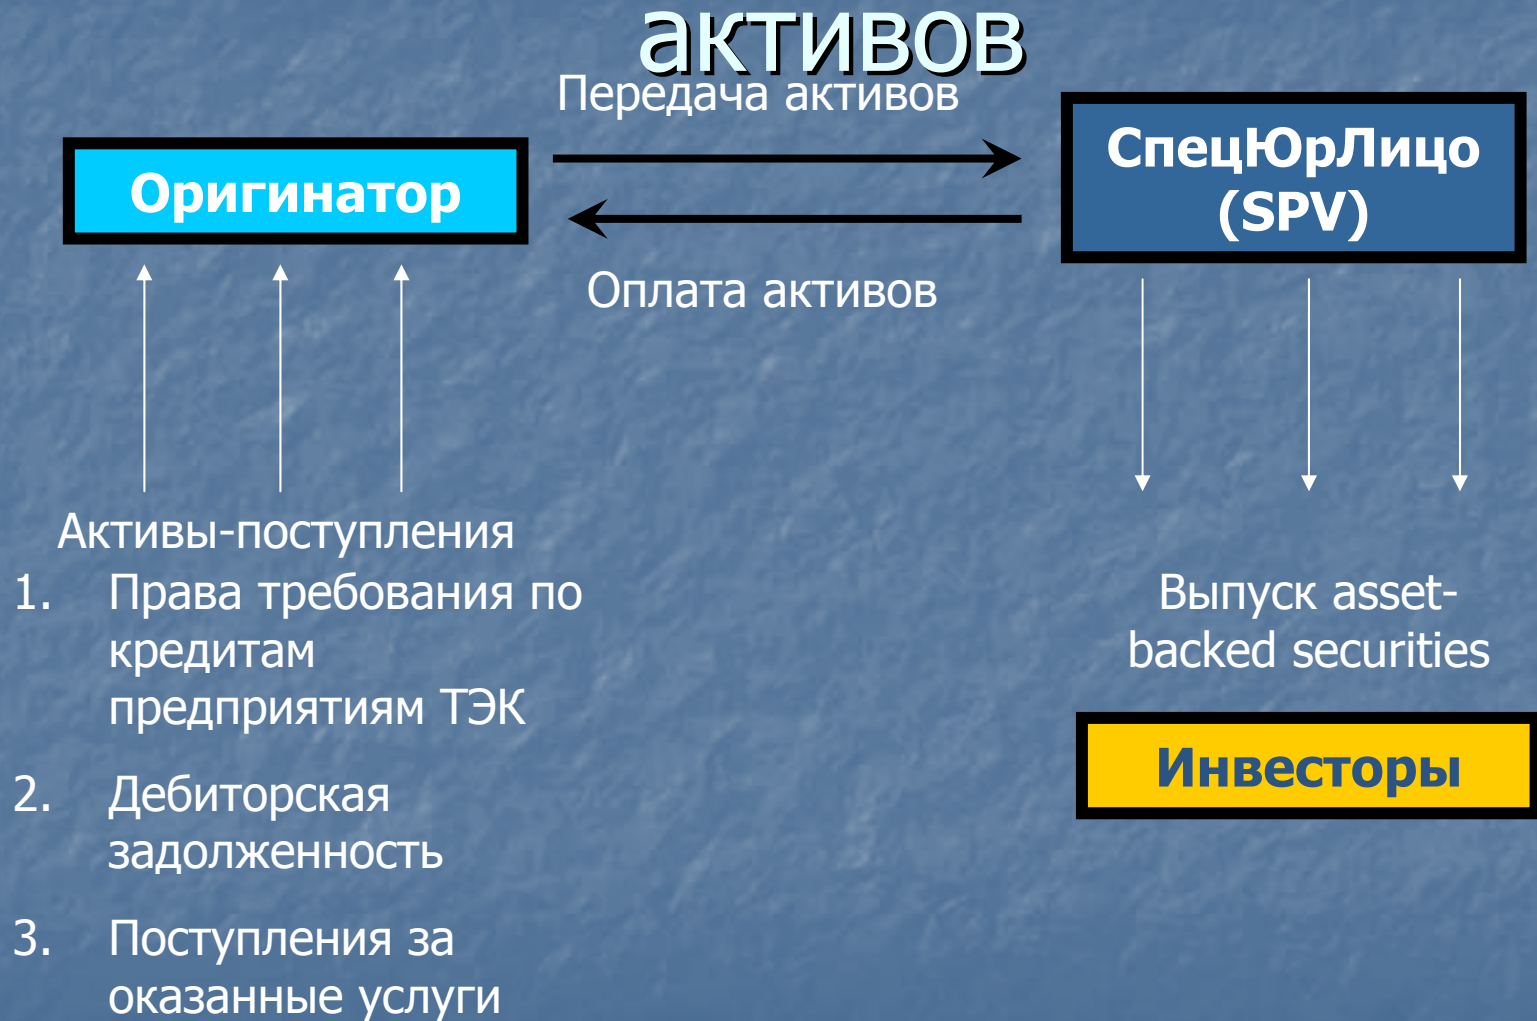 активов
Передача активов
Оригинатор
СпецЮрЛицо
(SPV)
Оплата активов
Активы-поступления
1. Права требования по
кредитам
предприятиям ТЭК
2. Дебиторская
задолженность
3. Поступления за
оказанные услуги
Выпуск asset-
backed securities
Инвесторы